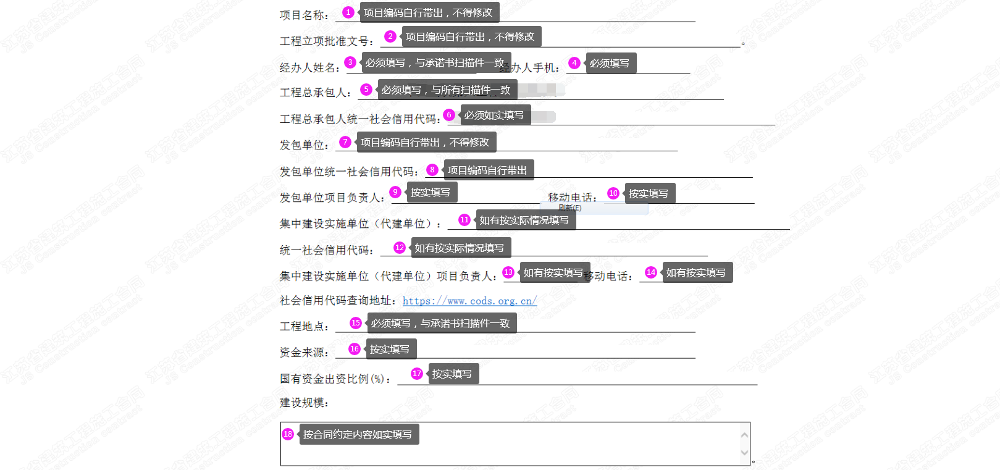 项目名称： 1 项目编码自行带出，不得修改
工程立项批准文号： 2 项目编码自行带出，不得修改 。
经办人姓名： 3 必须填写，与承诺书扫描件一致 经办人手机： 4 必须填写
工程总承包人： 5 必须填写，与所有扫描件一致
工程总承包人统一社会信用代码： 6 必须如实填写
发包单位： 7 项目编码自行带出，不得修改
发包单位统一社会信用代码： 8 项目编码自行带出
发包单位项目负责人： 9 按实填写 移动电话： 10 按实填写
刷新(E)
集中建设实施单位（代建单位）： 11 如有按实际情况填写
统一社会信用代码： 12 如有按实际情况填写
集中建设实施单位（代建单位）项目负责人： 13 如有按实填写 移动电话： 14 如有按实填写
社会信用代码查询地址：https://www.cods.org.cn/
工程地点： 15 必须填写，与承诺书扫描件一致
资金来源： 16 按实填写
国有资金出资比例(%)： 17 按实填写
建设规模：
18 按合同约定内容如实填写
。
江苏省建筑工程施工合同
JS Construction contract